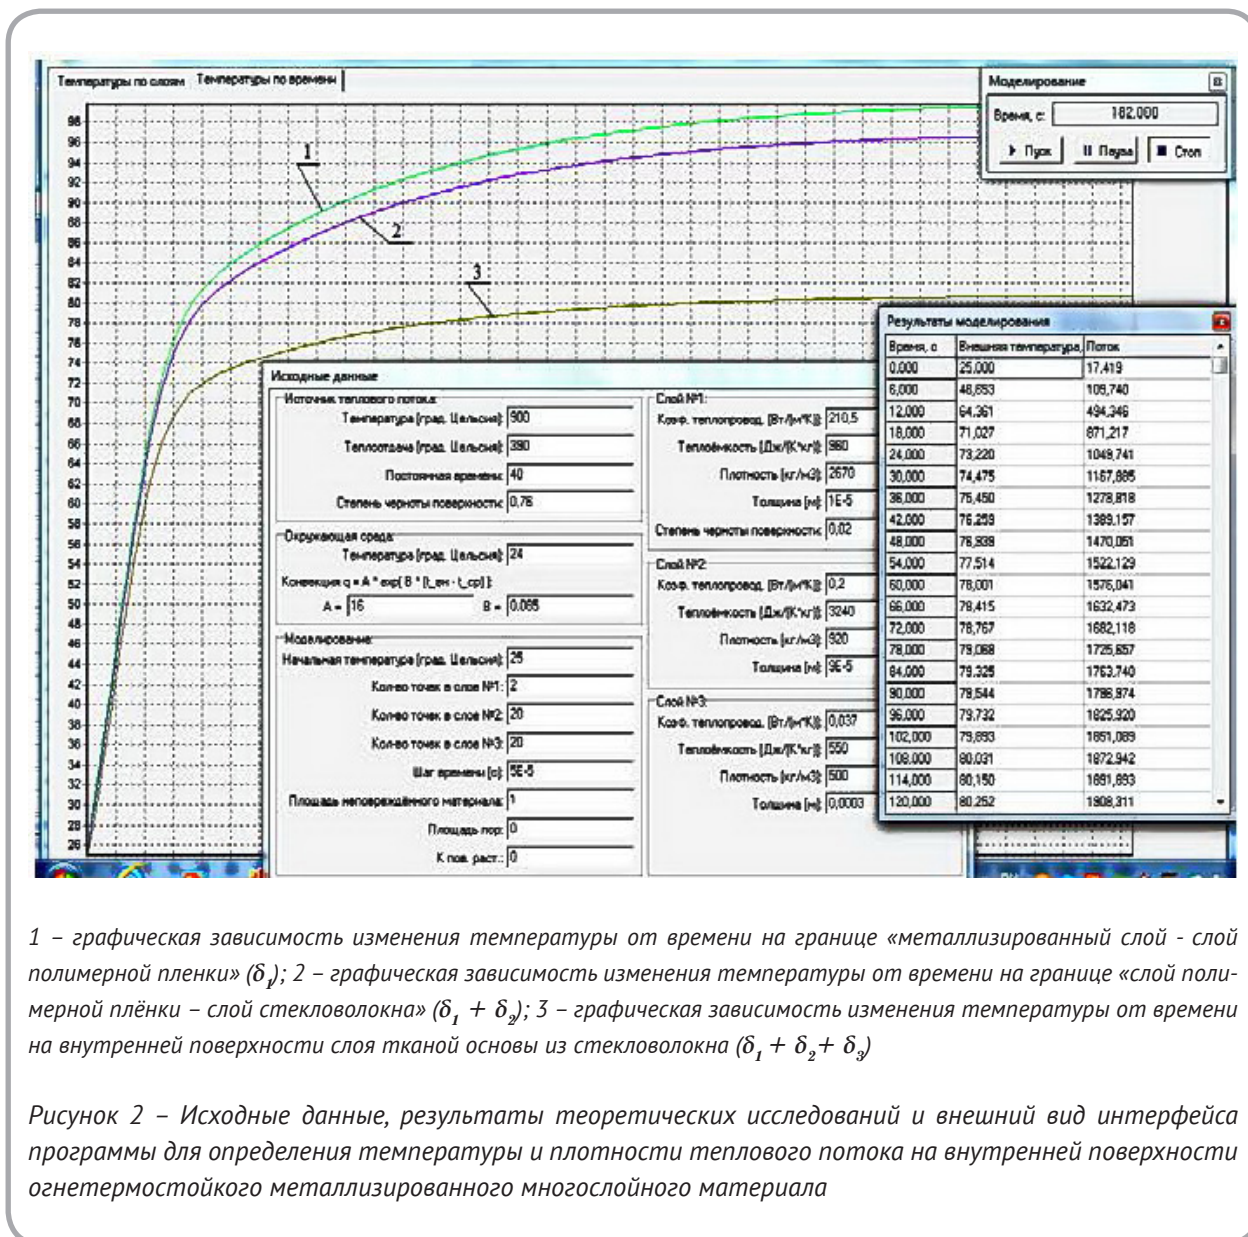 Температуры по слоям Температуры по времени
98
96
94
92
90
88
86
84
82
80
78
76
74
72
70
68
66
64
62
60
58
56
54
52
50
48
46
44
42
40
38
36
34
32
30
28
26
1
2
3
Моделирование
Время, с: 182,000
Пуск Пауза Стоп
Исходные данные
Источник теплового потока:
Температура [град. Цельсия]: 900
Теплоотдача [град. Цельсия]: 390
Постоянная времени: 40
Степень черноты поверхности: 0,76
Окружающая среда:
Температура [град. Цельсия]: 24
Конвекция q = A * exp[ B * [t_вн - t_ср] ]:
A = 16 B = 0,065
Моделирование:
Начальная температура [град. Цельсия]: 25
Кол-во точек в слое №1: 2
Кол-во точек в слое №2: 20
Кол-во точек в слое №3: 20
Шаг времени [с]: 5E-5
Площадь неповреждённого материала: 1
Площадь пор: 0
К пов. раст.: 0
Слой №1:
Коэф. теплопровод. [Вт/[м*К]]: 210,5
Теплоёмкость [Дж/[К*кг]]: 960
Плотность [кг/м3]: 2670
Толщина [м]: 1E-5
Степень черноты поверхности: 0,02
Слой №2:
Коэф. теплопровод. [Вт/[м*К]]: 0,2
Теплоёмкость [Дж/[К*кг]]: 3240
Плотность [кг/м3]: 920
Толщина [м]: 9E-5
Слой №3:
Коэф. теплопровод. [Вт/[м*К]]: 0,037
Теплоёмкость [Дж/[К*кг]]: 550
Плотность [кг/м3]: 500
Толщина [м]: 0,0003
Результаты моделирования
Время, с Внешняя температура, Поток
0,000 25,000 17,419
6,000 46,693 109,740
12,000 64,361 494,346
18,000 71,027 871,217
24,000 73,220 1049,741
30,000 74,475 1167,885
36,000 75,450 1278,818
42,000 76,259 1389,157
48,000 76,939 1470,051
54,000 77,514 1522,129
60,000 78,001 1576,041
66,000 78,415 1632,473
72,000 78,767 1682,118
78,000 79,068 1725,657
84,000 79,325 1763,740
90,000 79,544 1796,974
96,000 79,732 1825,920
102,000 79,893 1851,089
108,000 80,031 1872,942
114,000 80,150 1891,893
120,000 80,252 1908,311
1 – графическая зависимость изменения температуры от времени на границе «металлизированный слой - слой
полимерной пленки» (δ₁); 2 – графическая зависимость изменения температуры от времени на границе «слой поли-
мерной плёнки – слой стекловолокна» (δ₁ + δ₂); 3 – графическая зависимость изменения температуры от времени
на внутренней поверхности слоя тканой основы из стекловолокна (δ₁ + δ₂+ δ₃)
Рисунок 2 – Исходные данные, результаты теоретических исследований и внешний вид интерфейса
программы для определения температуры и плотности теплового потока на внутренней поверхности
огнетермостойкого металлизированного многослойного материала